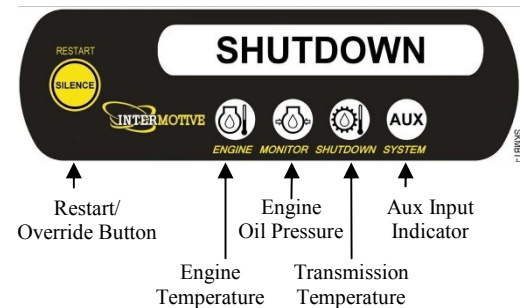 SHUTDOWN
RESTART
SILENCE
INTERMOTIVE
AUX
ENGINE MONITOR SHUTDOWN SYSTEM
Restart/
Override Button
Engine
Oil Pressure
Aux Input
Indicator
Engine
Temperature
Transmission
Temperature